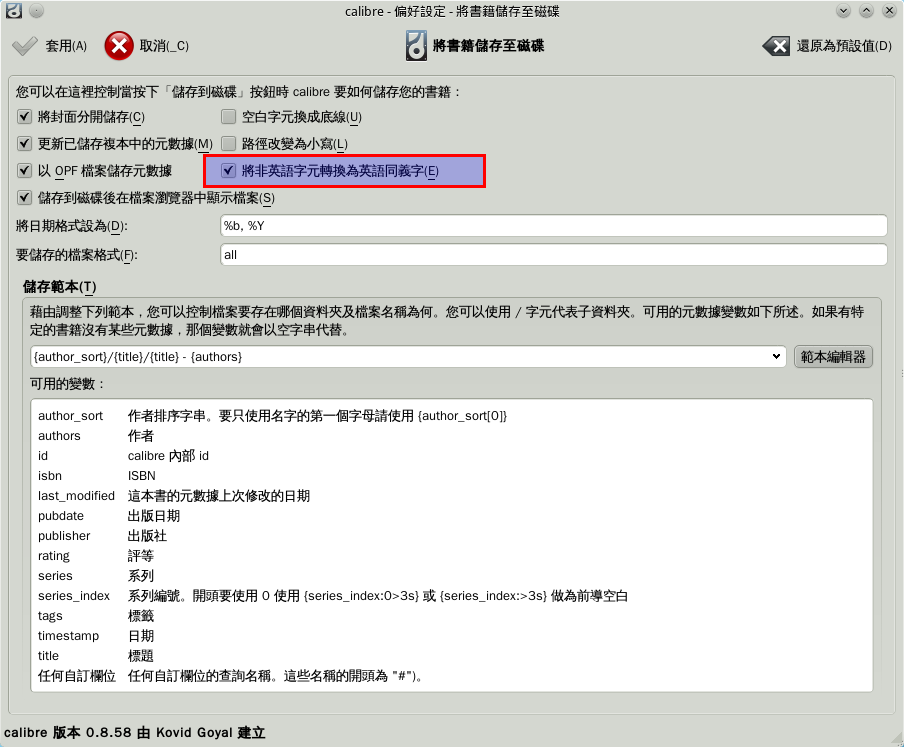 calibre - 偏好設定 - 將書籍儲存至磁碟
套用(A) 取消(_C) 將書籍儲存至磁碟 還原為預設值(D)
您可以在這裡控制當按下「儲存到磁碟」按鈕時 calibre 要如何儲存您的書籍：
將封面分開儲存(C) 空白字元換成底線(U)
更新已儲存複本中的元數據(M) 路徑改變為小寫(L)
以 OPF 檔案儲存元數據 將非英語字元轉換為英語同義字(E)
儲存到磁碟後在檔案瀏覽器中顯示檔案(S)
將日期格式設為(D): %b, %Y
要儲存的檔案格式(F): all
儲存範本(T)
藉由調整下列範本，您可以控制檔案要存在哪個資料夾及檔案名稱為何。您可以使用 / 字元代表子資料夾。可用的元數據變數如下所述。如果有特
定的書籍沒有某些元數據，那個變數就會以空字串代替。
{author_sort}/{title}/{title} - {authors} 範本編輯器
可用的變數：
author_sort 作者排序字串。要只使用名字的第一個字母請使用 {author_sort[0]}
authors 作者
id calibre 內部 id
isbn ISBN
last_modified 這本書的元數據上次修改的日期
pubdate 出版日期
publisher 出版社
rating 評等
series 系列
series_index 系列編號。開頭要使用 0 使用 {series_index:0>3s} 或 {series_index:>3s} 做為前導空白
tags 標籤
timestamp 日期
title 標題
任何自訂欄位 任何自訂欄位的查詢名稱。這些名稱的開頭為 "#")。
calibre 版本 0.8.58 由 Kovid Goyal 建立